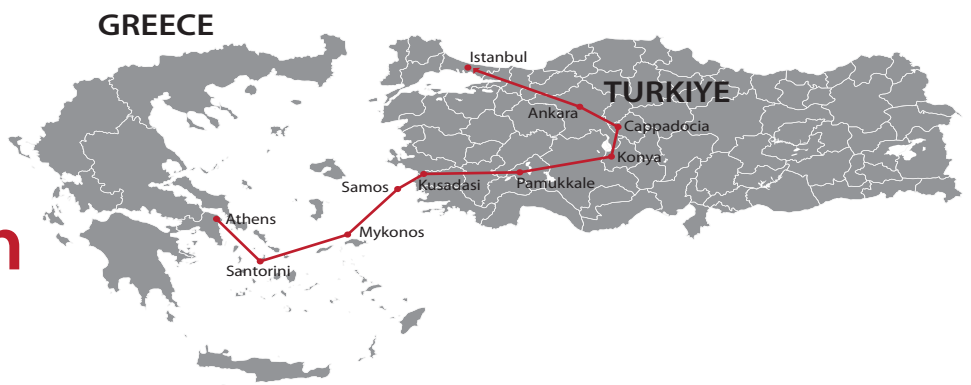 GREECE
Istanbul
TURKIYE
Ankara
Cappadocia
Konya
Samos
Kusadasi
Pamukkale
Athens
Mykonos
n
Santorini